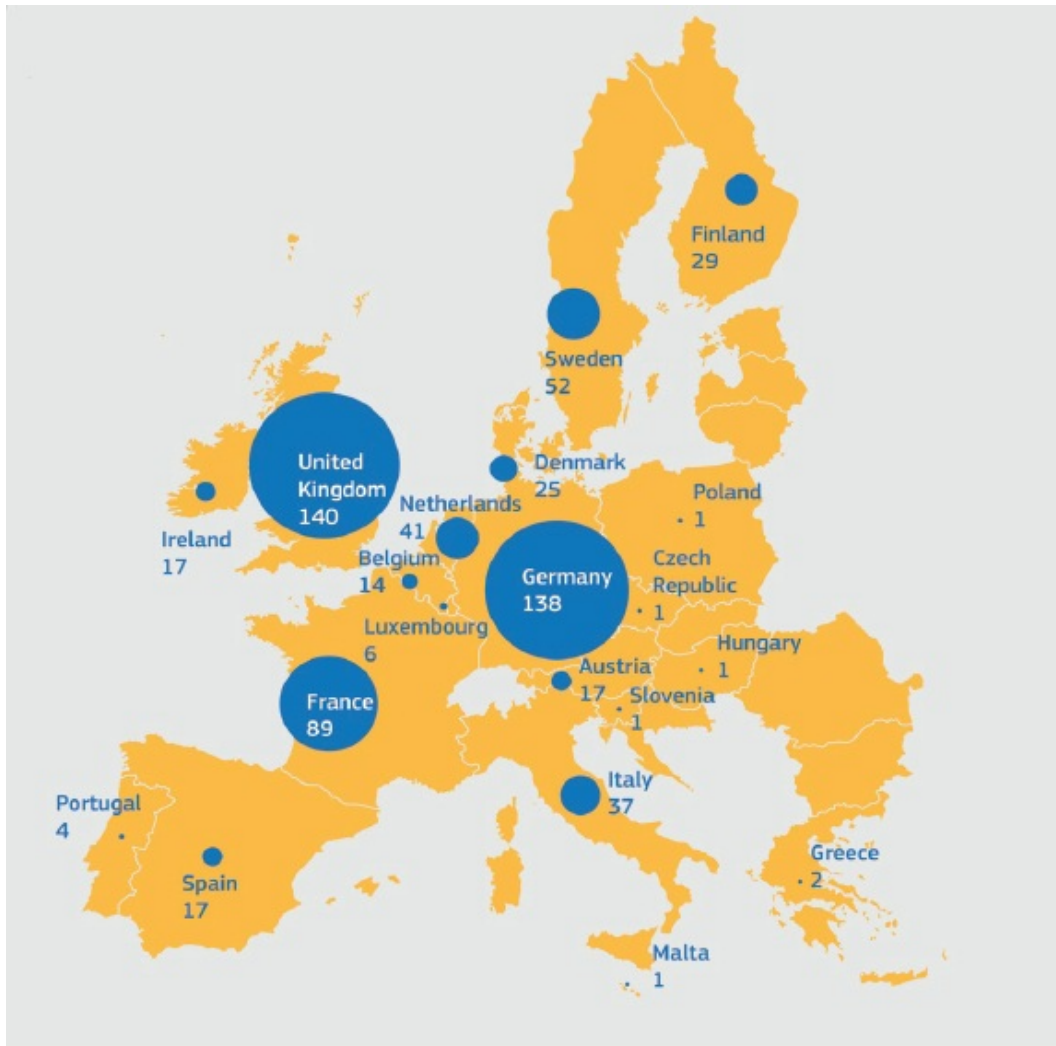 Finland
29
Sweden
52
United
Kingdom
140
Ireland
17
Denmark
25
Netherlands
41
Belgium
14
Luxembourg
6
Germany
138
Poland
1
Czech
Republic
1
Hungary
1
Austria
17
Slovenia
1
France
89
Italy
37
Portugal
4
Spain
17
Greece
2
Malta
1